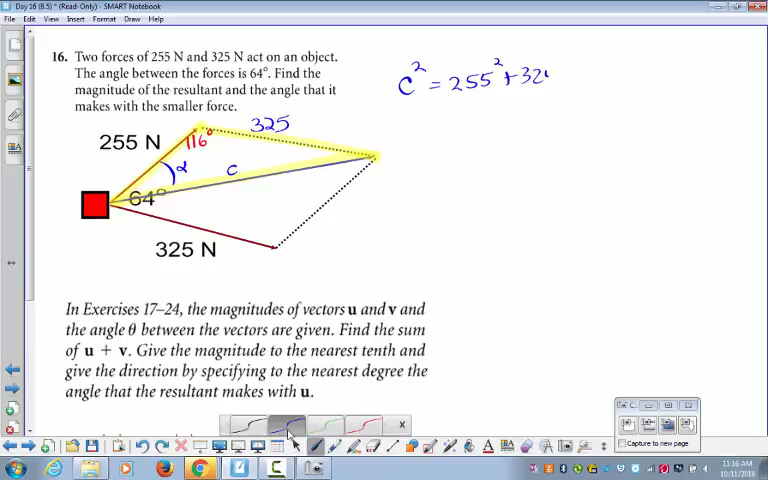 Day 16 (8.5) * (Read-Only) - SMART Notebook
File Edit View Insert Format Draw Help
16. Two forces of 255 N and 325 N act on an object.
The angle between the forces is 64°. Find the
magnitude of the resultant and the angle that it
makes with the smaller force.
c² = 255² + 32
325
255 N
116°
α
c
64°
325 N
In Exercises 17–24, the magnitudes of vectors u and v and
the angle θ between the vectors are given. Find the sum
of u + v. Give the magnitude to the nearest tenth and
give the direction by specifying to the nearest degree the
angle that the resultant makes with u.
Capture to new page
11:16 AM
10/11/2016